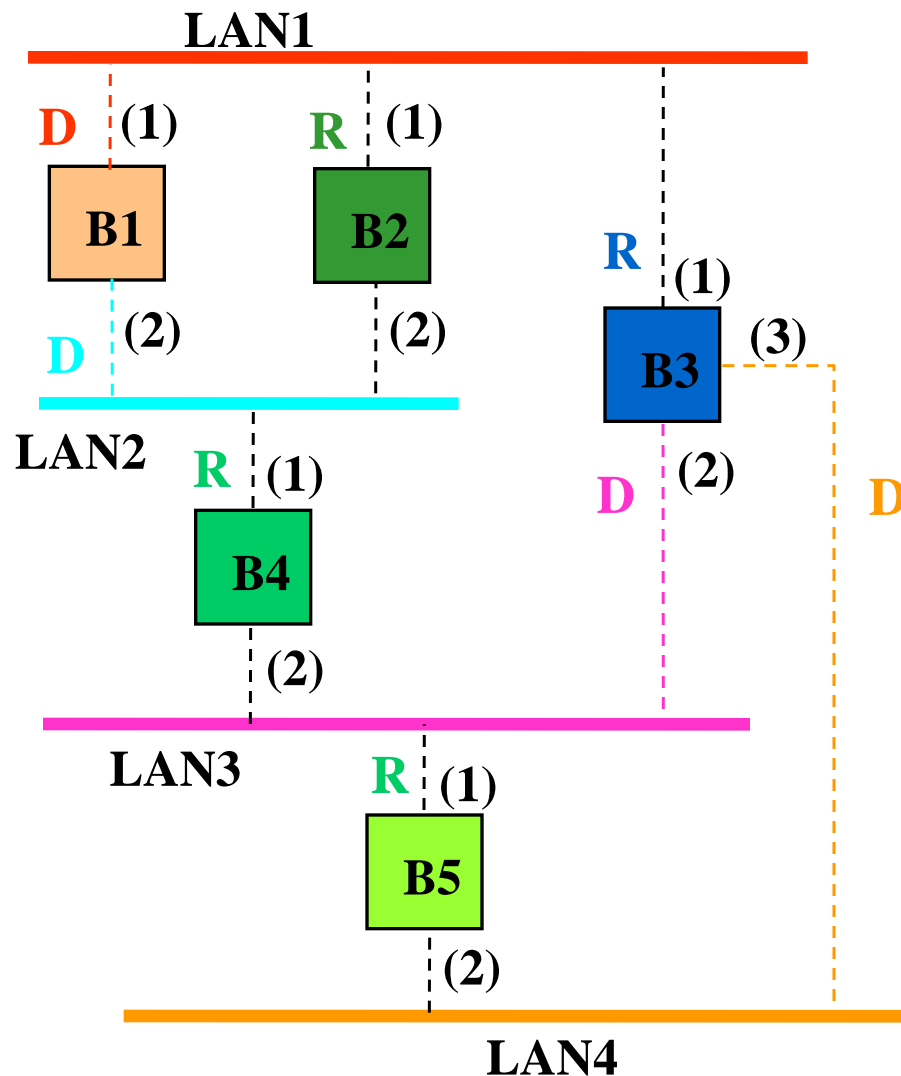 LAN1
D (1) R (1)
B1 B2
R (1)
D (2) (2) (3)
B3
LAN2
R (1) D (2) D
B4
(2)
LAN3
R (1)
B5
(2)
LAN4